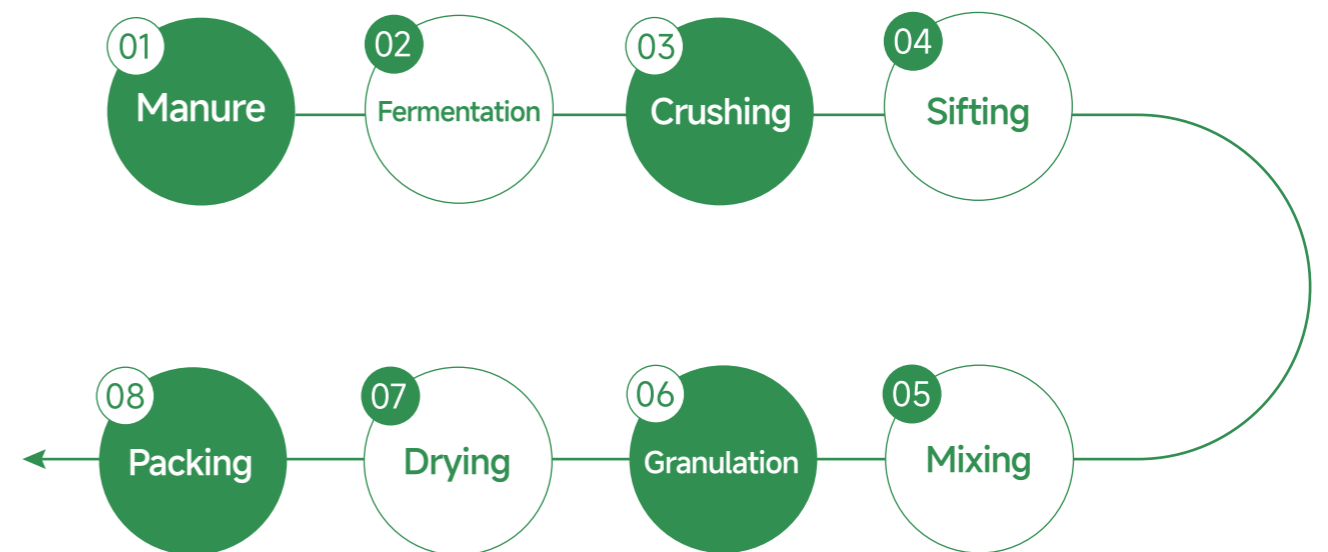 01
Manure
02
Fermentation
03
Crushing
04
Sifting
05
Mixing
06
Granulation
07
Drying
08
Packing